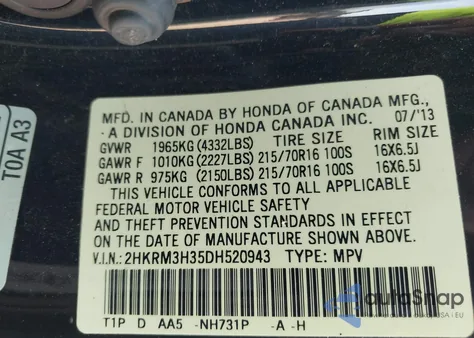 TOA A3
MFD. IN CANADA BY HONDA OF CANADA MFG.,
- A DIVISION OF HONDA CANADA INC. 07/'13
GVWR 1965KG (4332LBS) TIRE SIZE RIM SIZE
GAWR F 1010KG (2227LBS) 215/70R16 100S 16X6.5J
GAWR R 975KG (2150LBS) 215/70R16 100S 16X6.5J
THIS VEHICLE CONFORMS TO ALL APPLICABLE
FEDERAL MOTOR VEHICLE SAFETY
AND THEFT PREVENTION STANDARDS IN EFFECT
ON THE DATE OF MANUFACTURE SHOWN ABOVE.
V.I.N.: 2HKRM3H35DH520943 TYPE: MPV
T1P D AA5 -NH731P -A -H
autoSnap